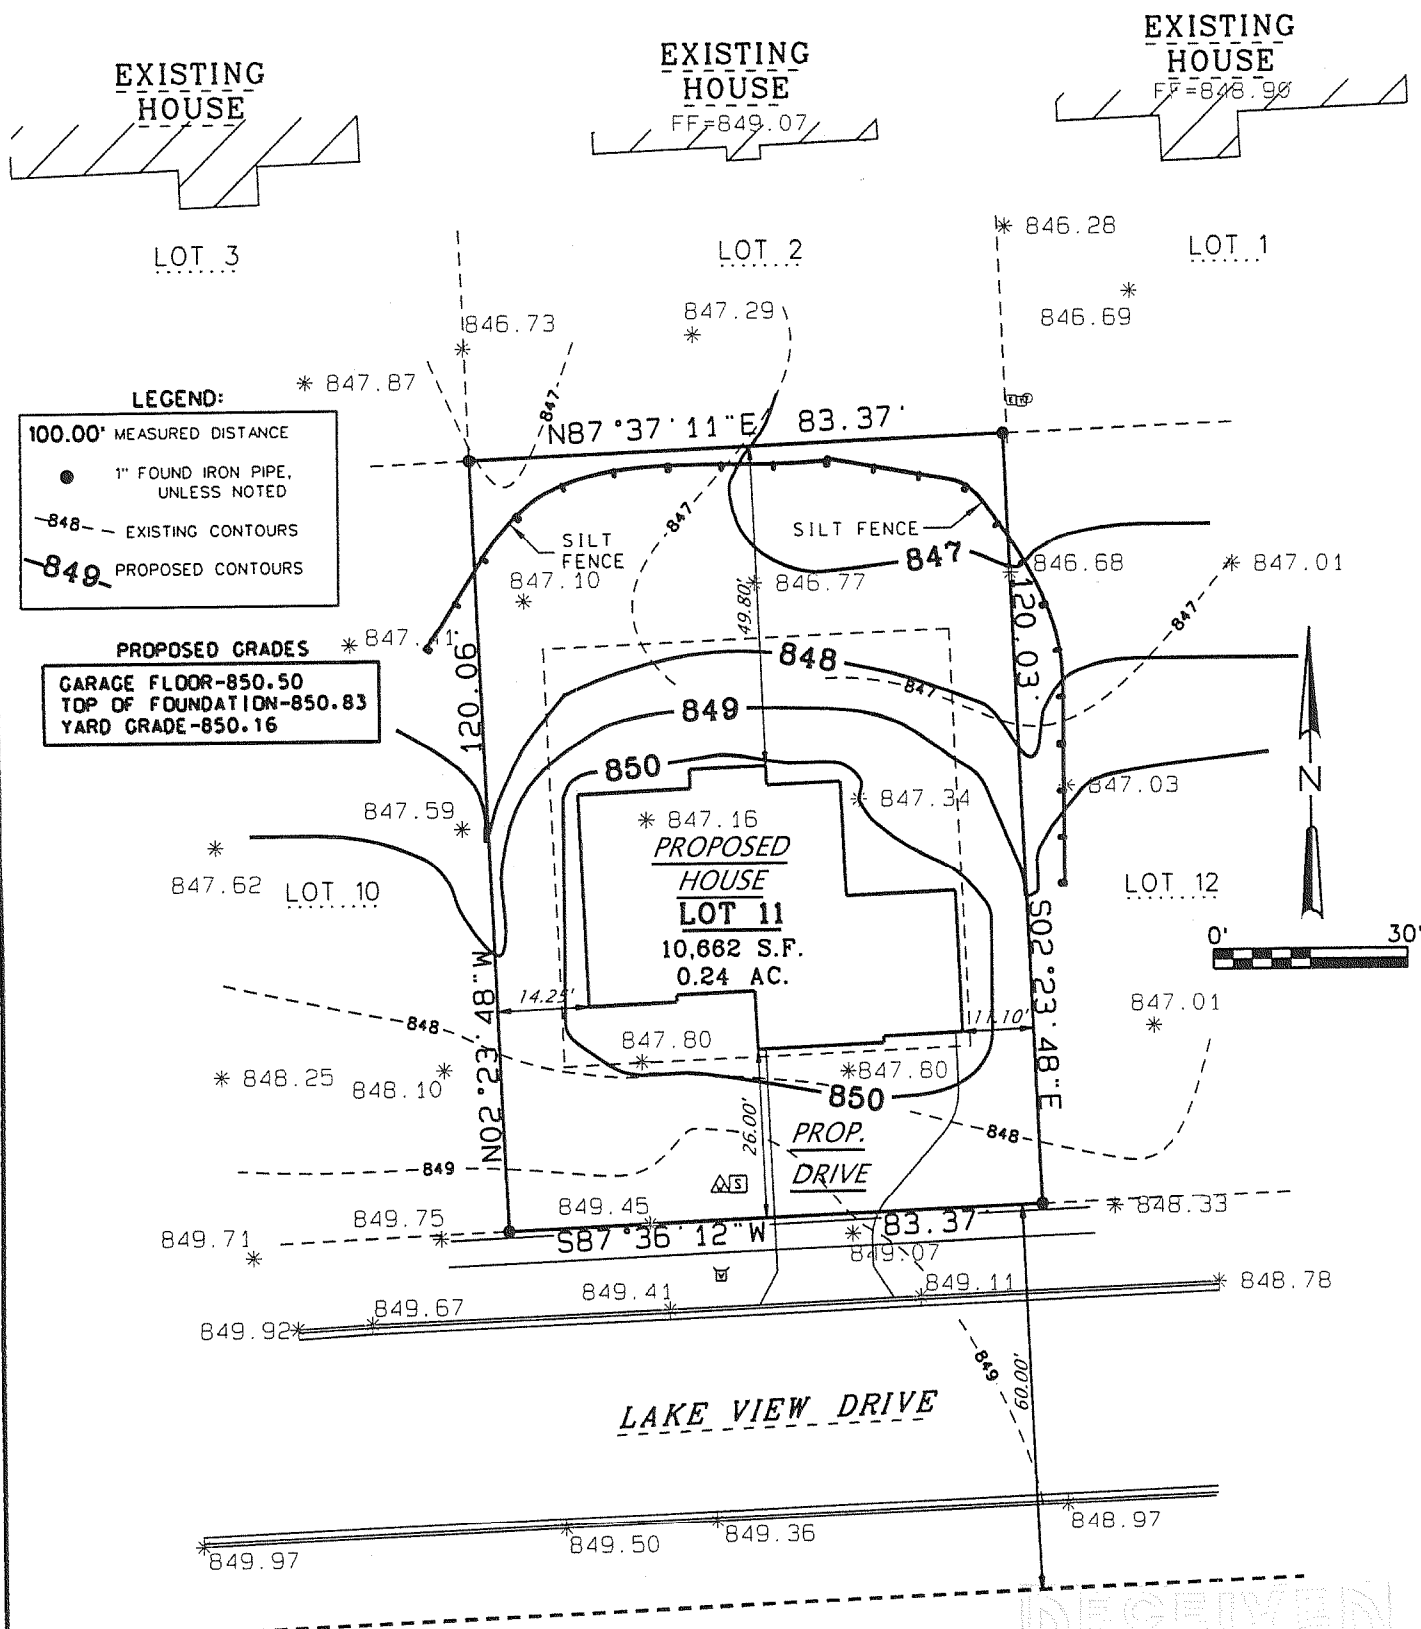 EXISTING
HOUSE
EXISTING
HOUSE
FF=849.07
EXISTING
HOUSE
FF=848.90
LOT 3
LOT 2
LOT 1
846.28
846.69
846.73
847.29
847.87
847
LEGEND:
100.00' MEASURED DISTANCE
1" FOUND IRON PIPE,
UNLESS NOTED
848 EXISTING CONTOURS
849 PROPOSED CONTOURS
N87°37'11"E 83.37'
847
SILT
FENCE
SILT FENCE
847
847.10
846.77
846.68
847.01
49.80'
120.03'
847
PROPOSED GRADES
GARAGE FLOOR-850.50
TOP OF FOUNDATION-850.83
YARD GRADE-850.16
120.06'
848
847
849
850
847.59
847.16
847.34
847.03
N
847.62
LOT 10
PROPOSED
HOUSE
LOT 11
10,662 S.F.
0.24 AC.
LOT 12
0' 30'
14.25'
11.10'
N02°23'48"W
S02°23'48"E
847.01
848
847.80
847.80
848.25
848.10
850
848
26.00'
PROP.
DRIVE
849
S
849.45
849.75
849.71
S87°36'12"W 83.37'
848.33
849.07
849.41
849.11
848.78
849.67
849.92
849
60.00'
LAKE VIEW DRIVE
849.97
849.50
849.36
848.97